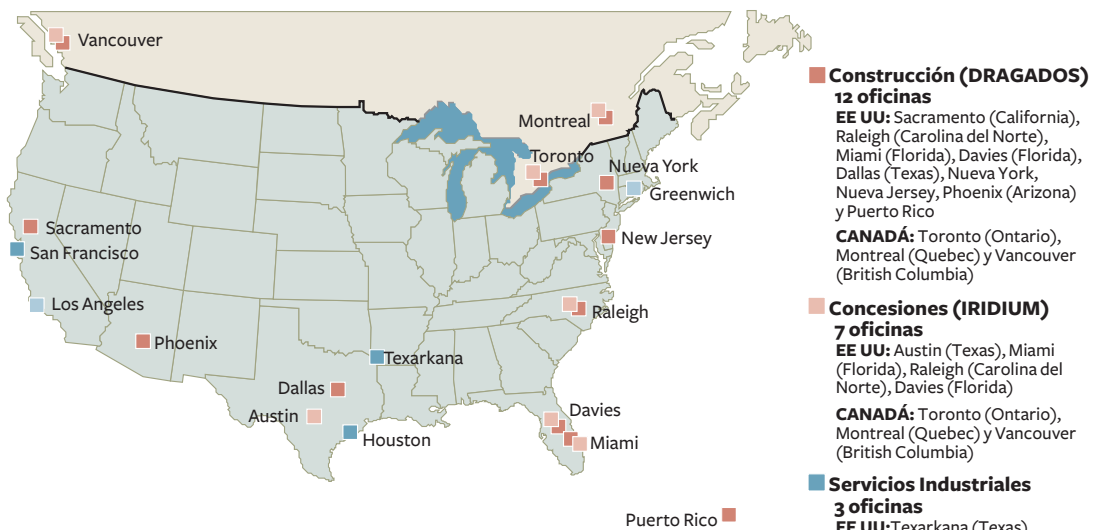 Vancouver
Montreal
Toronto
Nueva York
Greenwich
Sacramento
New Jersey
San Francisco
Los Angeles
Raleigh
Phoenix
Texarkana
Dallas
Austin
Davies
Houston
Miami
Puerto Rico
Construcción (DRAGADOS)
12 oficinas
EE UU: Sacramento (California),
Raleigh (Carolina del Norte),
Miami (Florida), Davies (Florida),
Dallas (Texas), Nueva York,
Nueva Jersey, Phoenix (Arizona)
y Puerto Rico
CANADÁ: Toronto (Ontario),
Montreal (Quebec) y Vancouver
(British Columbia)
Concesiones (IRIDIUM)
7 oficinas
EE UU: Austin (Texas), Miami
(Florida), Raleigh (Carolina del
Norte), Davies (Florida)
CANADÁ: Toronto (Ontario),
Montreal (Quebec) y Vancouver
(British Columbia)
Servicios Industriales
3 oficinas
EE UU:Texarkana (Texas)